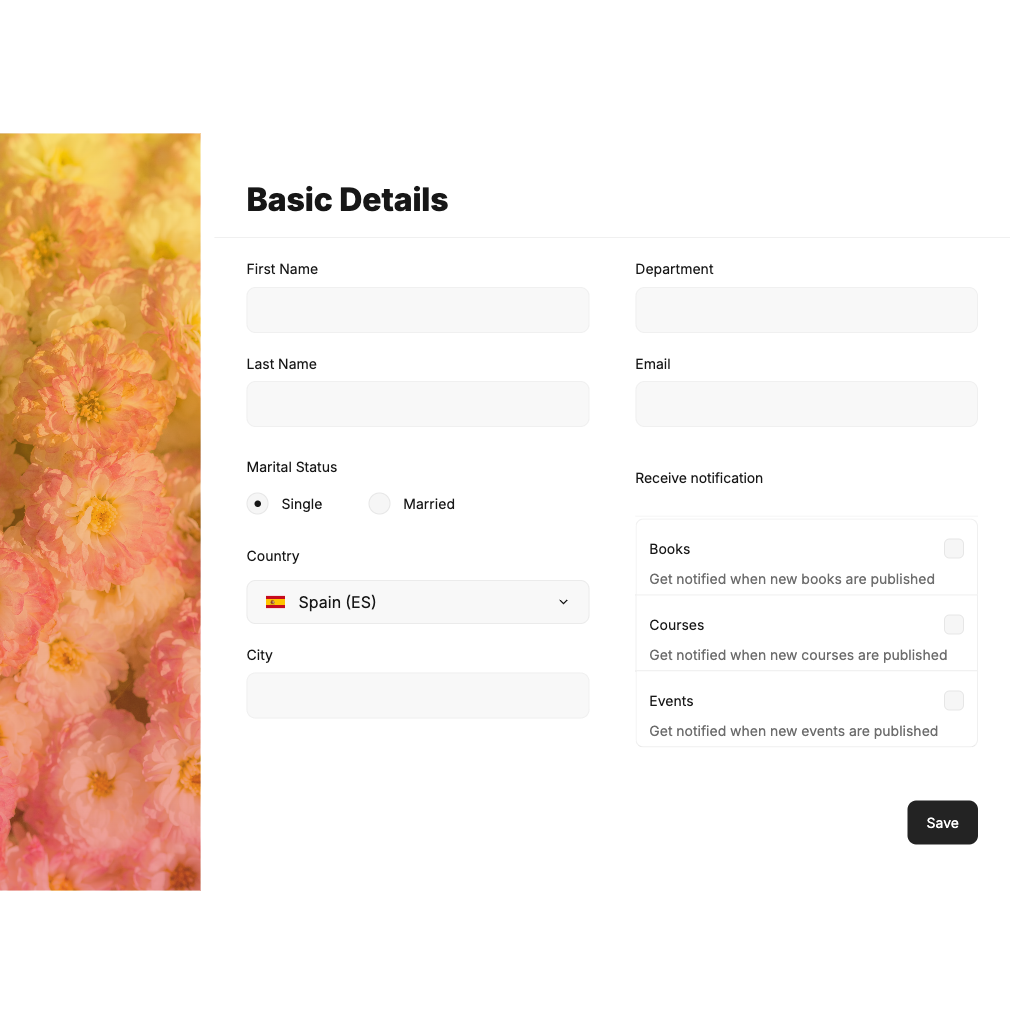 Basic Details
First Name
Last Name
Marital Status
Single Married
Country
Spain (ES)
City
Department
Email
Receive notification
Books
Get notified when new books are published
Courses
Get notified when new courses are published
Events
Get notified when new events are published
Save